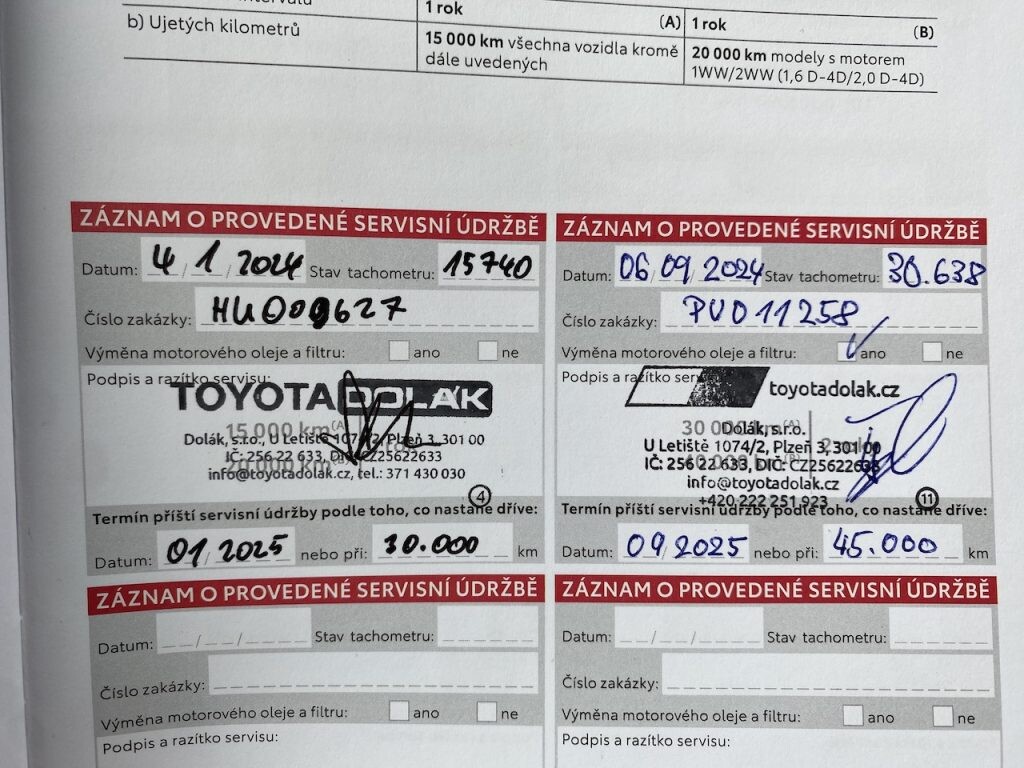 b) Ujetých kilometrů
1 rok (A)
15 000 km všechna vozidla kromě
dále uvedených
1 rok (B)
20 000 km modely s motorem
1WW/2WW (1,6 D-4D/2,0 D-4D)
ZÁZNAM O PROVEDENÉ SERVISNÍ ÚDRŽBĚ
Datum: 4/1/2024 Stav tachometru: 15740
Číslo zakázky: HU009627
Výměna motorového oleje a filtru: ano ne
Podpis a razítko servisu:
TOYOTA DOLÁK
15 000 km (A)
Dolák, s.r.o., U Letiště 1074/2, Plzeň 3, 301 00
IČ: 256 22 633, DIČ: CZ25622633
20 000 km
info@toyotadolak.cz, tel.: 371 430 030
4
Termín příští servisní údržby podle toho, co nastane dříve:
Datum: 01/2025 nebo při: 30.000 km
ZÁZNAM O PROVEDENÉ SERVISNÍ ÚDRŽBĚ
Datum: 06/09/2024 Stav tachometru: 30.638
Číslo zakázky: PV011258
Výměna motorového oleje a filtru: ano ne
Podpis a razítko
toyotadolak.cz
Dolák, s.r.o.
U Letiště 1074/2, Plzeň 3, 301 00
IČ: 256 22 633, DIČ: CZ25622633
info@toyotadolak.cz
+420 222 251 923
11
Termín příští servisní údržby podle toho, co nastane dříve:
Datum: 09/2025 nebo při: 45.000 km
ZÁZNAM O PROVEDENÉ SERVISNÍ ÚDRŽBĚ
Datum: / / Stav tachometru:
Číslo zakázky:
Výměna motorového oleje a filtru: ano ne
Podpis a razítko servisu:
ZÁZNAM O PROVEDENÉ SERVISNÍ ÚDRŽBĚ
Datum: / / Stav tachometru:
Číslo zakázky:
Výměna motorového oleje a filtru: ano ne
Podpis a razítko servisu: